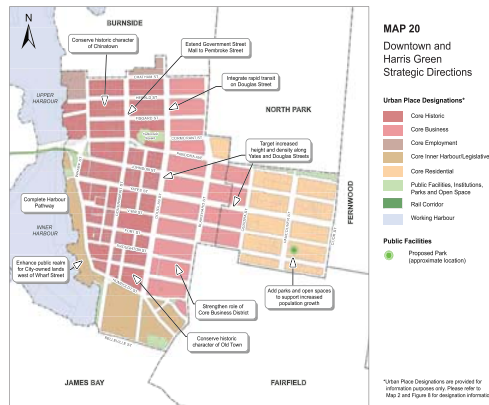 BURNSIDE
N
Conserve historic character
of Chinatown
Extend Government Street
Mall to Pembroke Street
Integrate rapid transit
on Douglas Street
UPPER
HARBOUR
NORTH PARK
Target increased
height and density along
Yates and Douglas Streets
FERNWOOD
Complete Harbour
Pathway
INNER
HARBOUR
Enhance public realm
for City-owned lands
west of Wharf Street
Add parks and open spaces
to support increased
population growth
Strengthen role of
Core Business District
Conserve historic
character of Old Town
BELLEVILLE ST
JAMES BAY
FAIRFIELD
MAP 20
Downtown and
Harris Green
Strategic Directions
Urban Place Designations*
Core Historic
Core Business
Core Employment
Core Inner Harbour/Legislative
Core Residential
Public Facilities, Institutions,
Parks and Open Space
Rail Corridor
Working Harbour
Public Facilities
Proposed Park
(approximate location)
*Urban Place Designations are provided for
information purposes only. Please refer to
Map 2 and Figure 8 for designation informatic